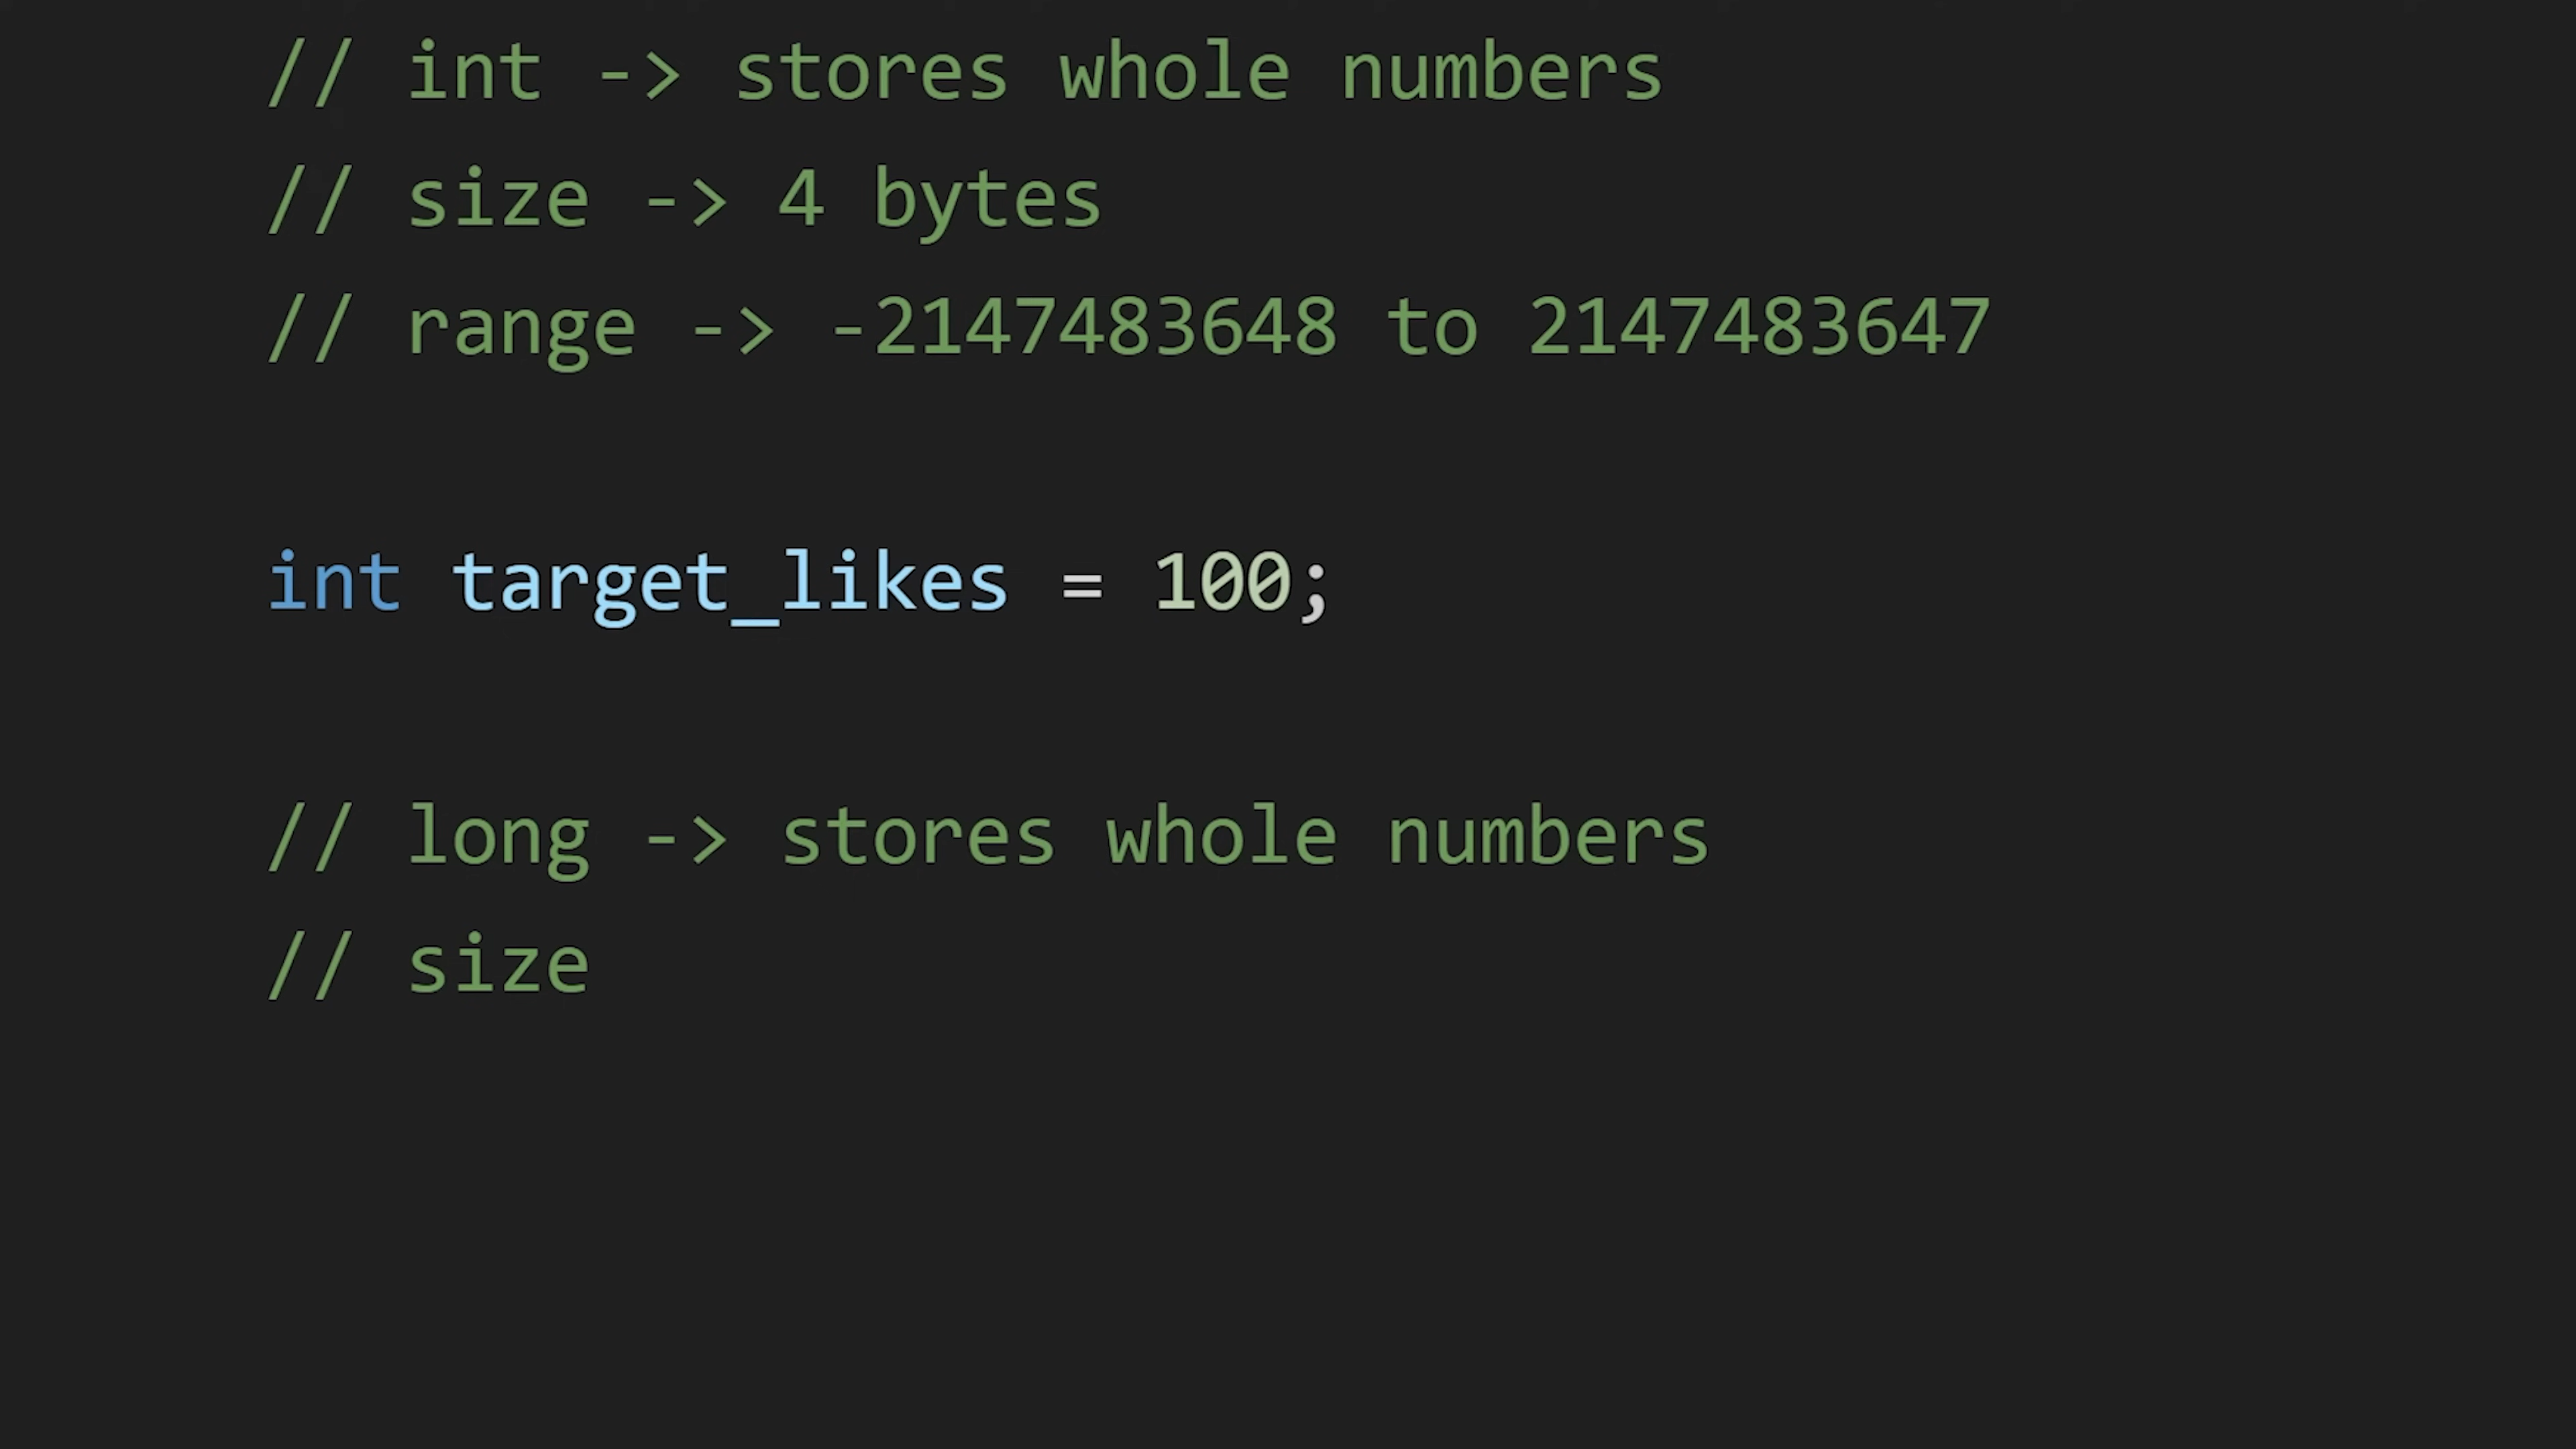 // int -> stores whole numbers
// size -> 4 bytes
// range -> -2147483648 to 2147483647
int target_likes = 100;
// long -> stores whole numbers
// size